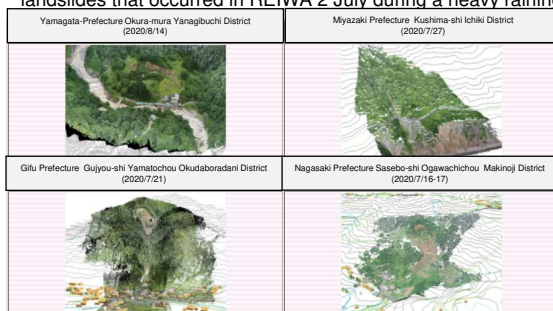 landslides that occurred in REIWA 2 July during a heavy raining
Yamagata-Prefecture Okura-mura Yanagibuchi District
(2020/8/14)
Miyazaki Prefecture Kushima-shi Ichiki District
(2020/7/27)
Gifu Prefecture Gujyou-shi Yamatochou Okudaboradani District
(2020/7/21)
Nagasaki Prefecture Sasebo-shi Ogawachichou Makinoji District
(2020/7/16-17)